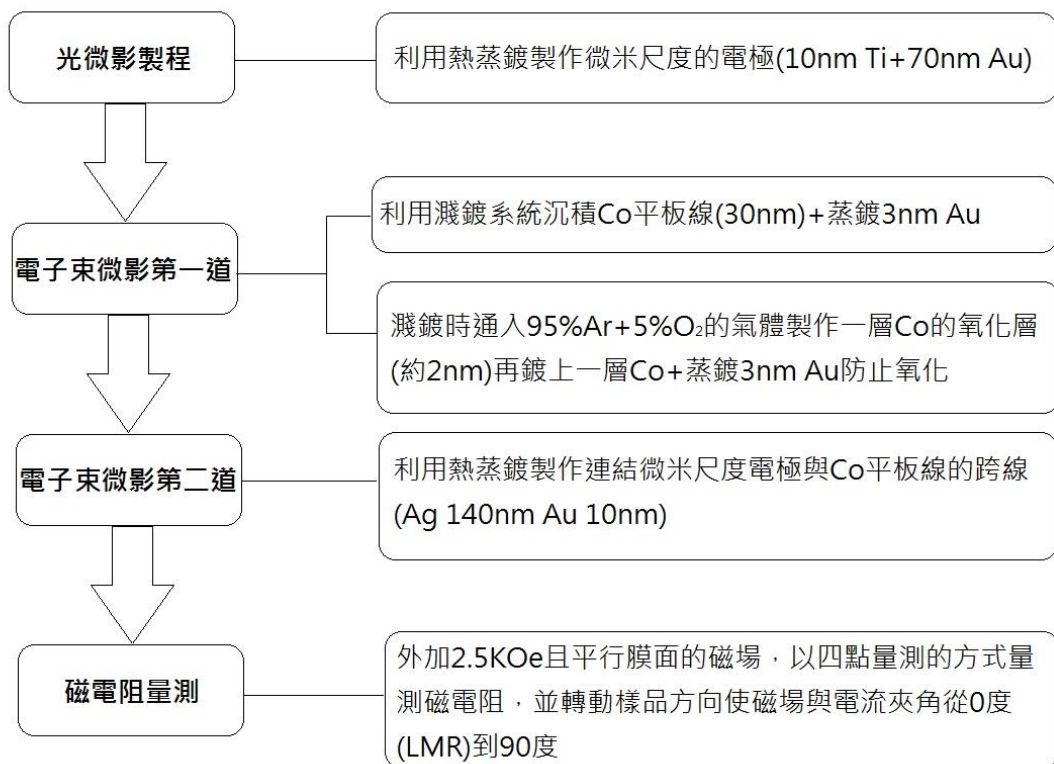 光微影製程
利用熱蒸鍍製作微米尺度的電極(10nm Ti+70nm Au)
電子束微影第一道
利用濺鍍系統沉積Co平板線(30nm)+蒸鍍3nm Au
濺鍍時通入95%Ar+5%O₂的氣體製作一層Co的氧化層
(約2nm)再鍍上一層Co+蒸鍍3nm Au防止氧化
電子束微影第二道
利用熱蒸鍍製作連結微米尺度電極與Co平板線的跨線
(Ag 140nm Au 10nm)
磁電阻量測
外加2.5KOe且平行膜面的磁場，以四點量測的方式量
測磁電阻，並轉動樣品方向使磁場與電流夾角從0度
(LMR)到90度